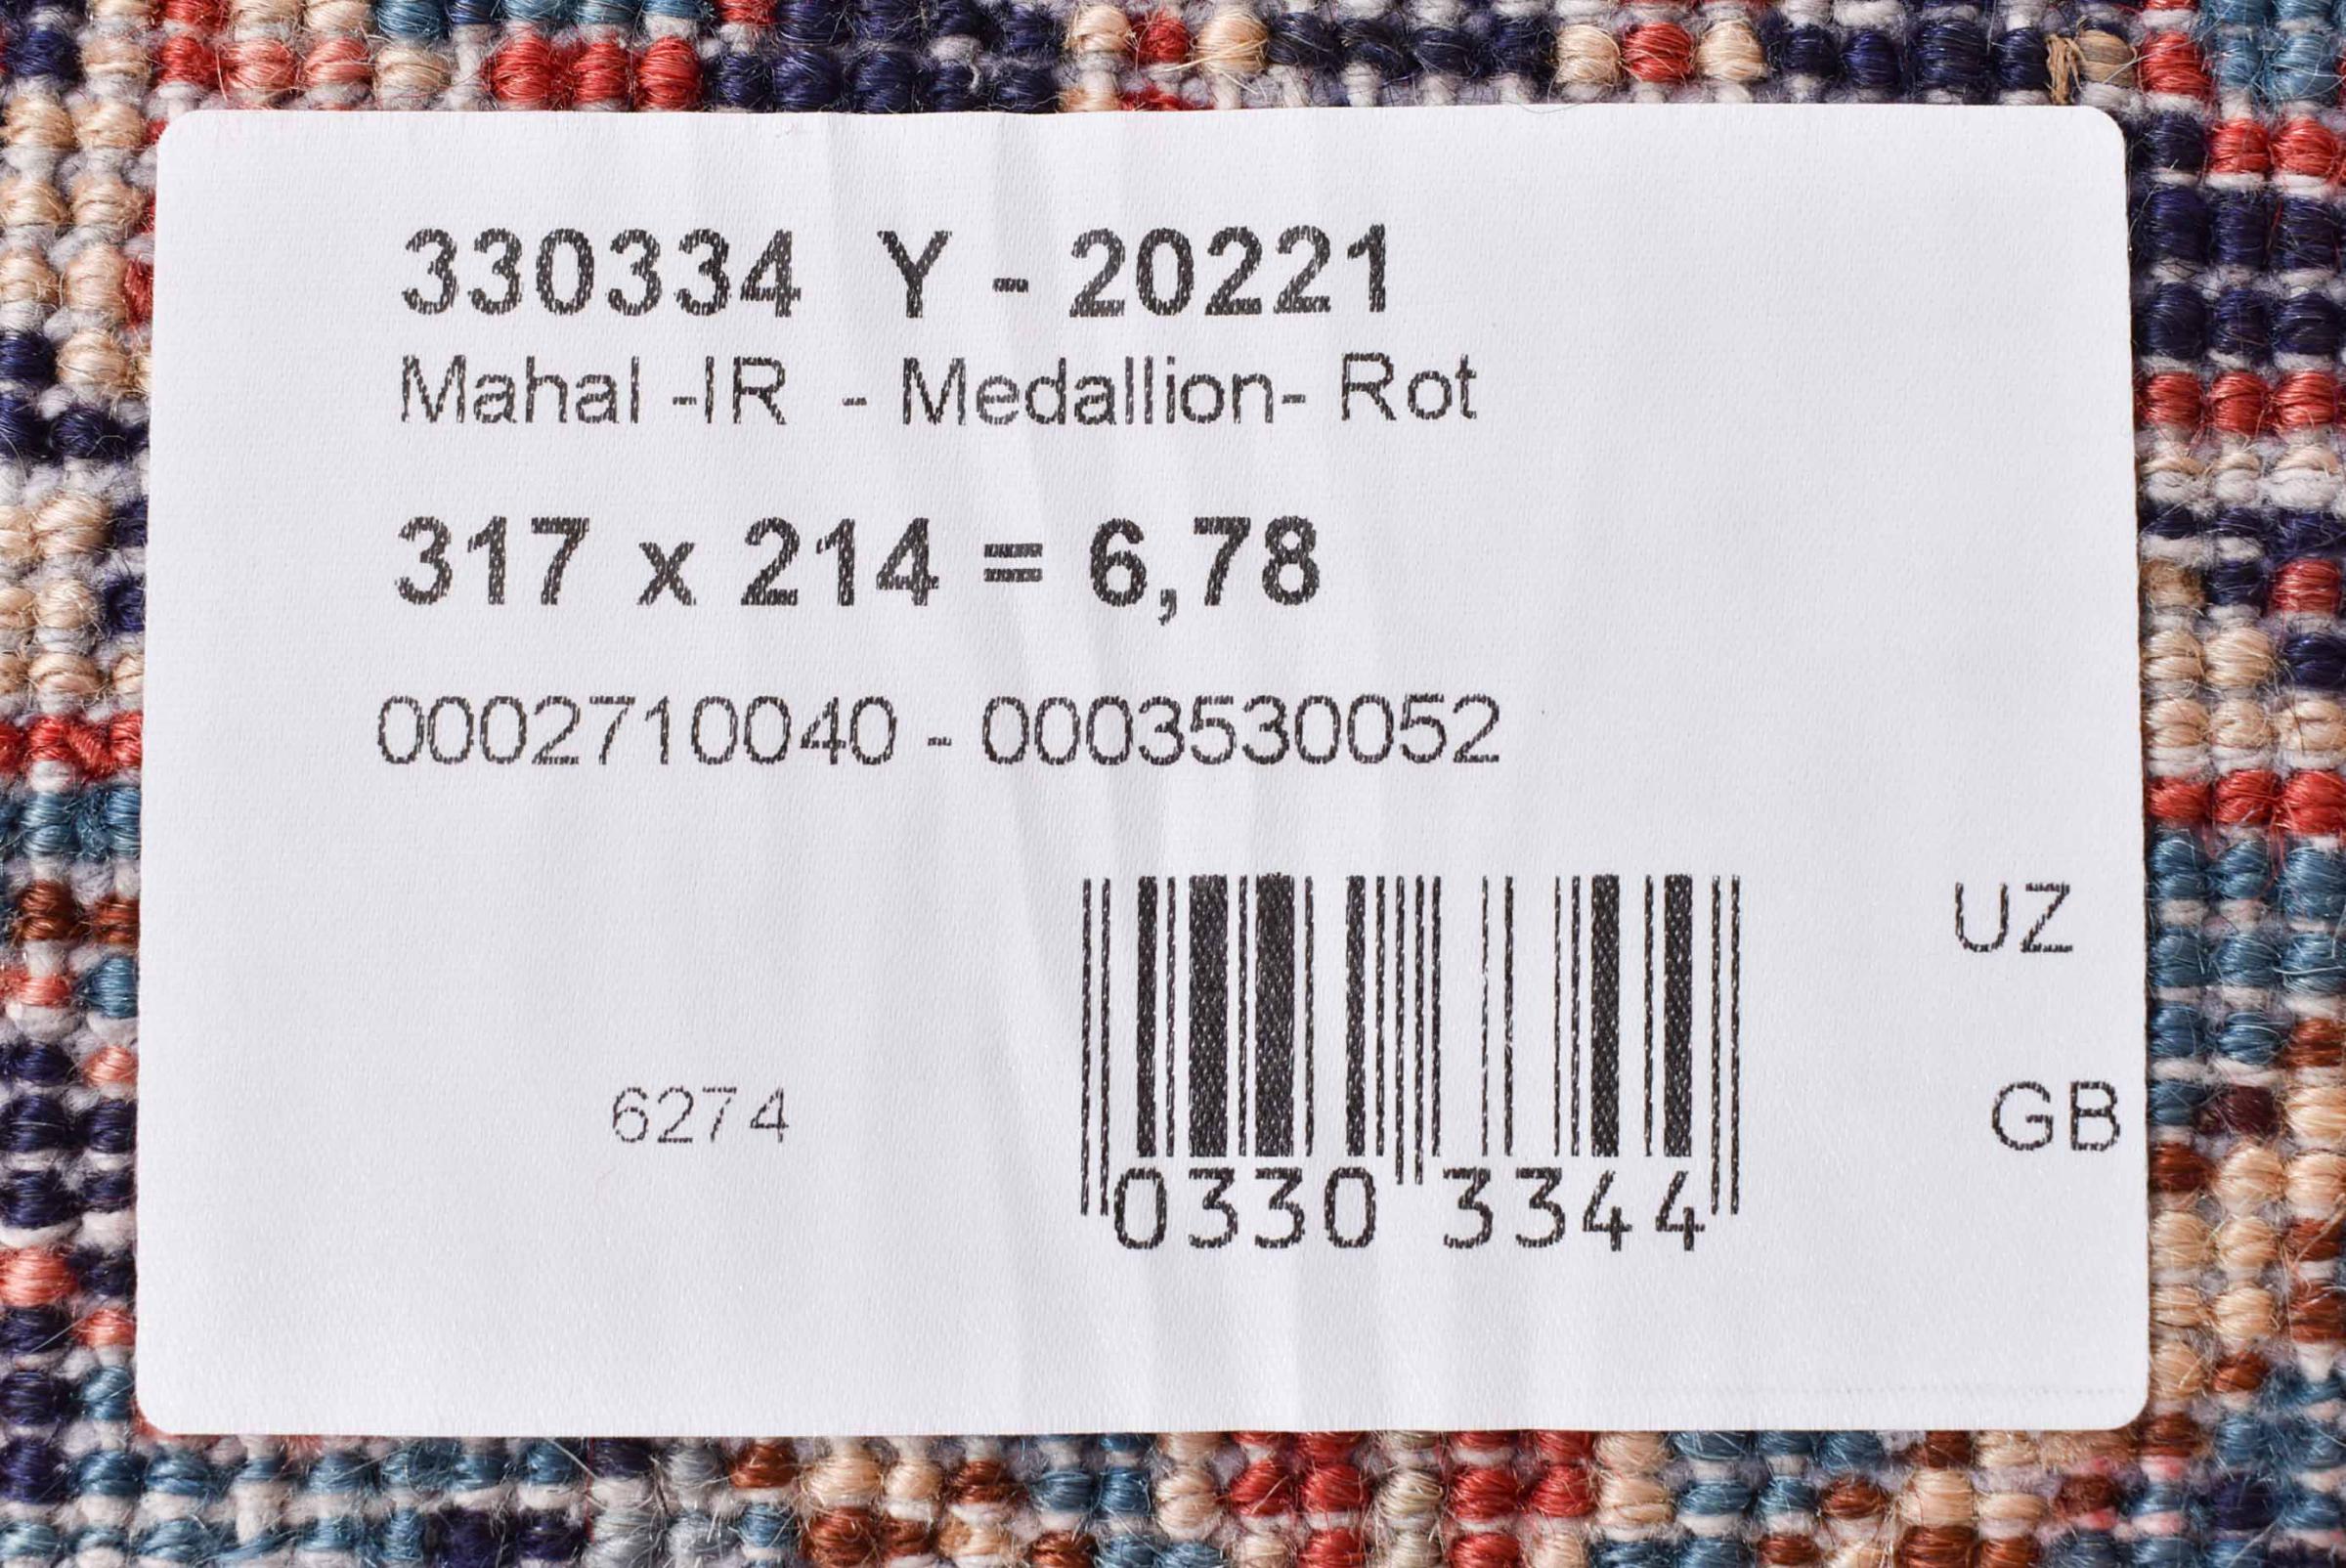 330334 Y - 20221
Mahal -IR - Medallion- Rot
317 x 214 = 6,78
0002710040 - 0003530052
UZ
6274
GB
0330 3344